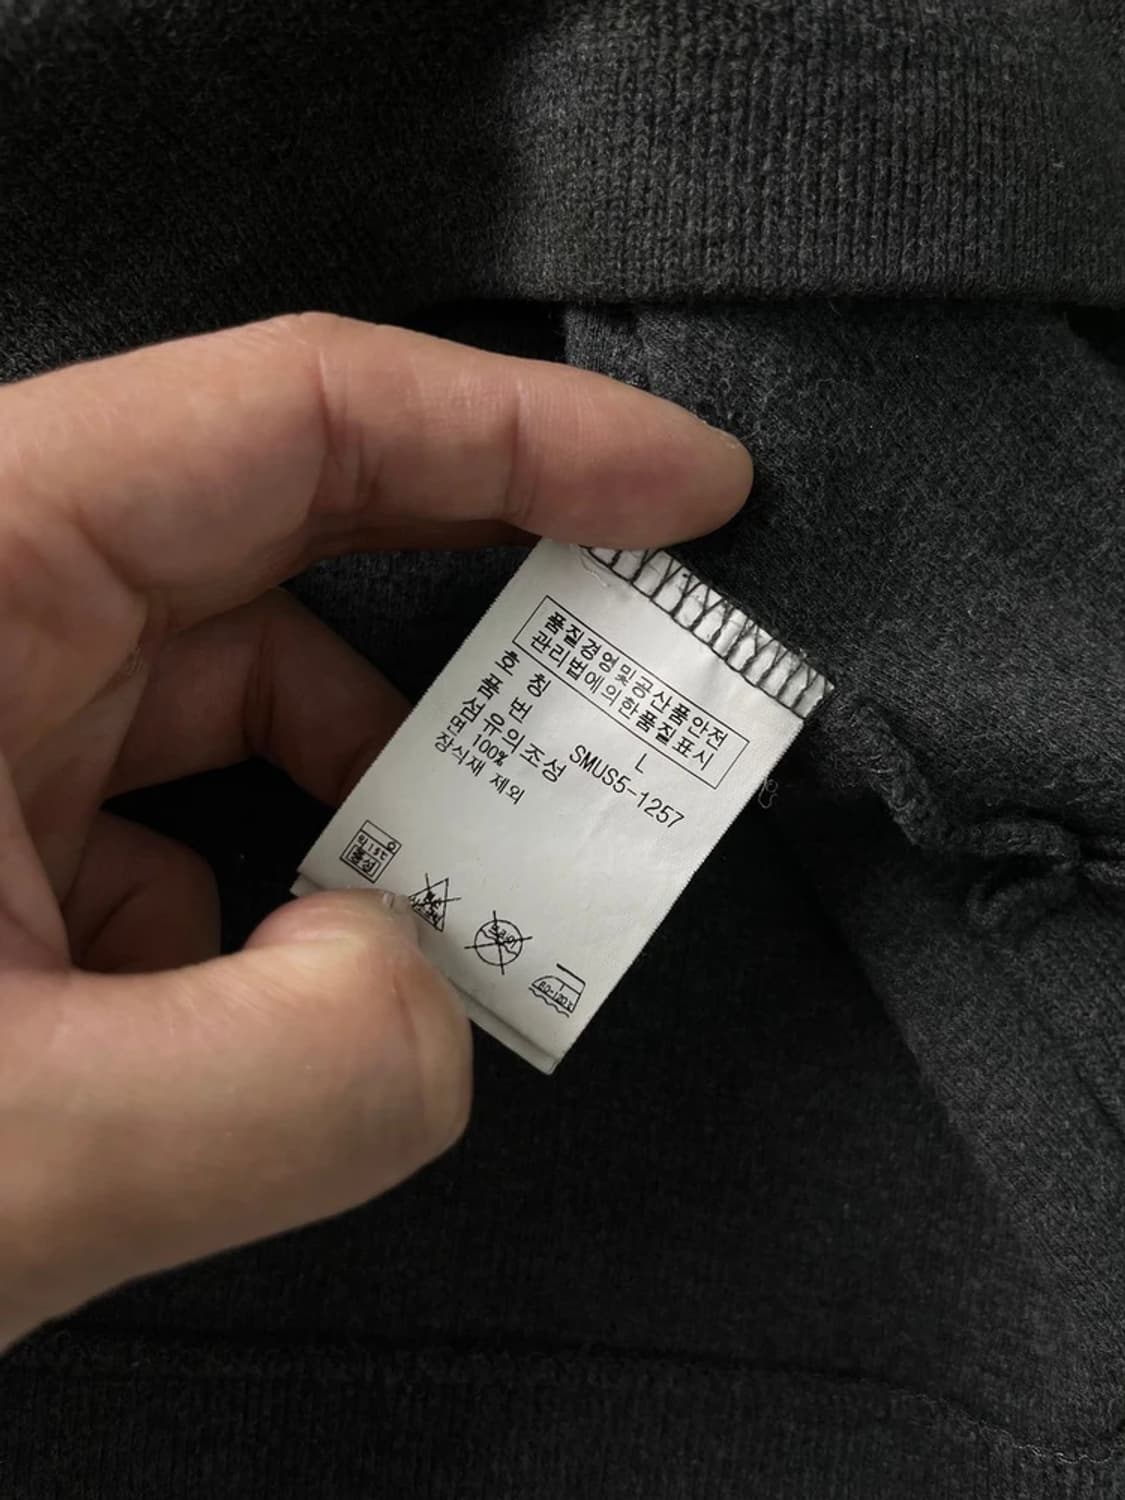 품질경영및공산품안전
관리법에의한품질표시
호 칭 L
품 번 SMUS5-1257
섬유의조성
면 100%
장식재 제외